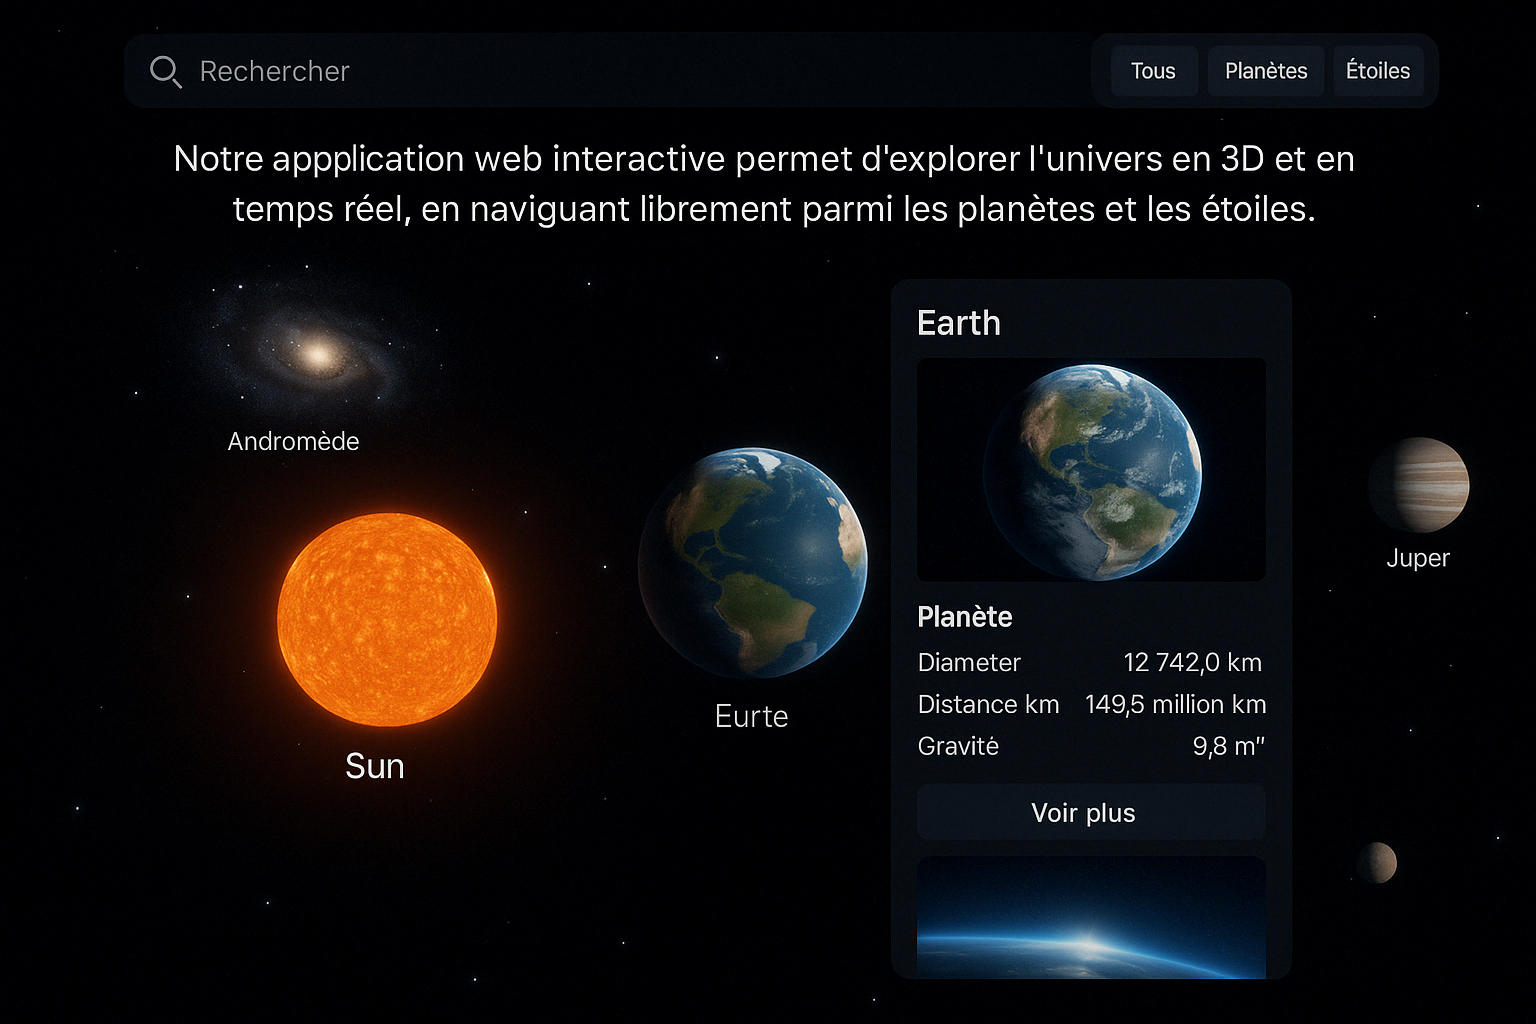 Rechercher
Tous
Planètes
Étoiles
Notre appplication web interactive permet d'explorer l'univers en 3D et en
temps réel, en naviguant librement parmi les planètes et les étoiles.
Andromède
Sun
Eurte
Earth
Planète
Diameter 12 742,0 km
Distance km 149,5 million km
Gravité 9,8 m"
Voir plus
Juper